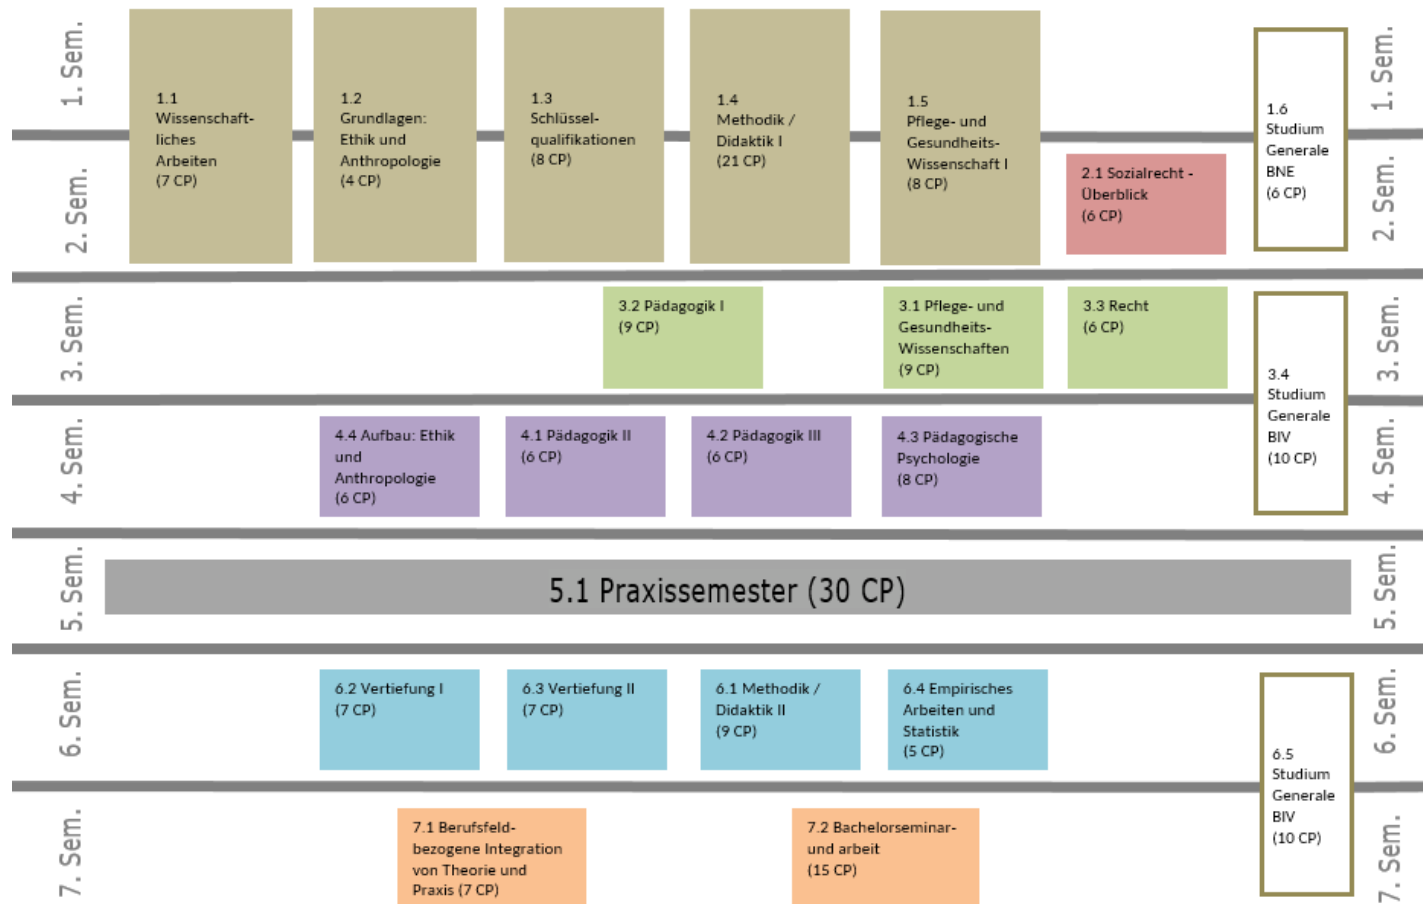 1. Sem.
1.1
Wissenschaft-
liches
Arbeiten
(7 CP)
1.2
Grundlagen:
Ethik und
Anthropologie
(4 CP)
1.3
Schlüssel-
qualifikationen
(8 CP)
1.4
Methodik /
Didaktik I
(21 CP)
1.5
Pflege- und
Gesundheits-
Wissenschaft I
(8 CP)
1.6
Studium
Generale
BNE
(6 CP)
1. Sem.
2. Sem.
2.1 Sozialrecht -
Überblick
(6 CP)
2. Sem.
3. Sem.
3.2 Pädagogik I
(9 CP)
3.1 Pflege- und
Gesundheits-
Wissenschaften
(9 CP)
3.3 Recht
(6 CP)
3.4
Studium
Generale
BIV
(10 CP)
3. Sem.
4. Sem.
4.4 Aufbau: Ethik
und
Anthropologie
(6 CP)
4.1 Pädagogik II
(6 CP)
4.2 Pädagogik III
(6 CP)
4.3 Pädagogische
Psychologie
(8 CP)
4. Sem.
5. Sem.
5.1 Praxissemester (30 CP)
5. Sem.
6. Sem.
6.2 Vertiefung I
(7 CP)
6.3 Vertiefung II
(7 CP)
6.1 Methodik /
Didaktik II
(9 CP)
6.4 Empirisches
Arbeiten und
Statistik
(5 CP)
6.5
Studium
Generale
BIV
(10 CP)
6. Sem.
7. Sem.
7.1 Berufsfeld-
bezogene Integration
von Theorie und
Praxis (7 CP)
7.2 Bachelorseminar-
und arbeit
(15 CP)
7. Sem.